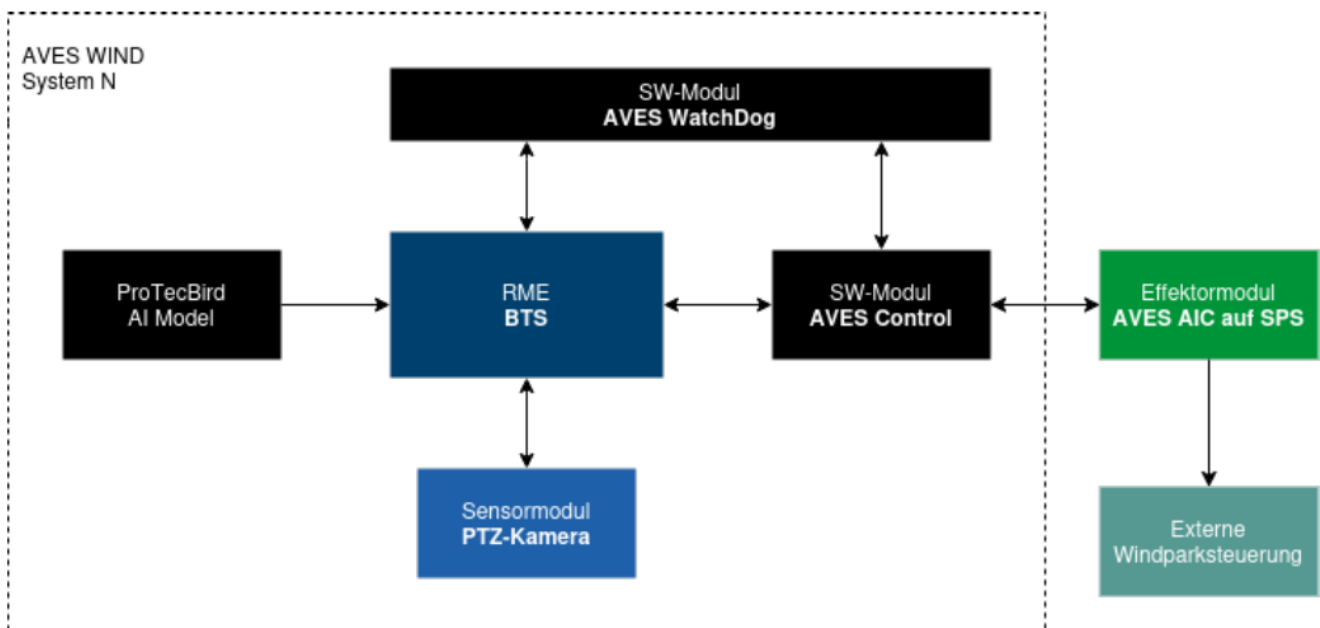 AVES WIND
System N
SW-Modul
AVES WatchDog
ProTecBird
AI Model
RME
BTS
SW-Modul
AVES Control
Effektormodul
AVES AIC auf SPS
Sensormodul
PTZ-Kamera
Externe
Windparksteuerung